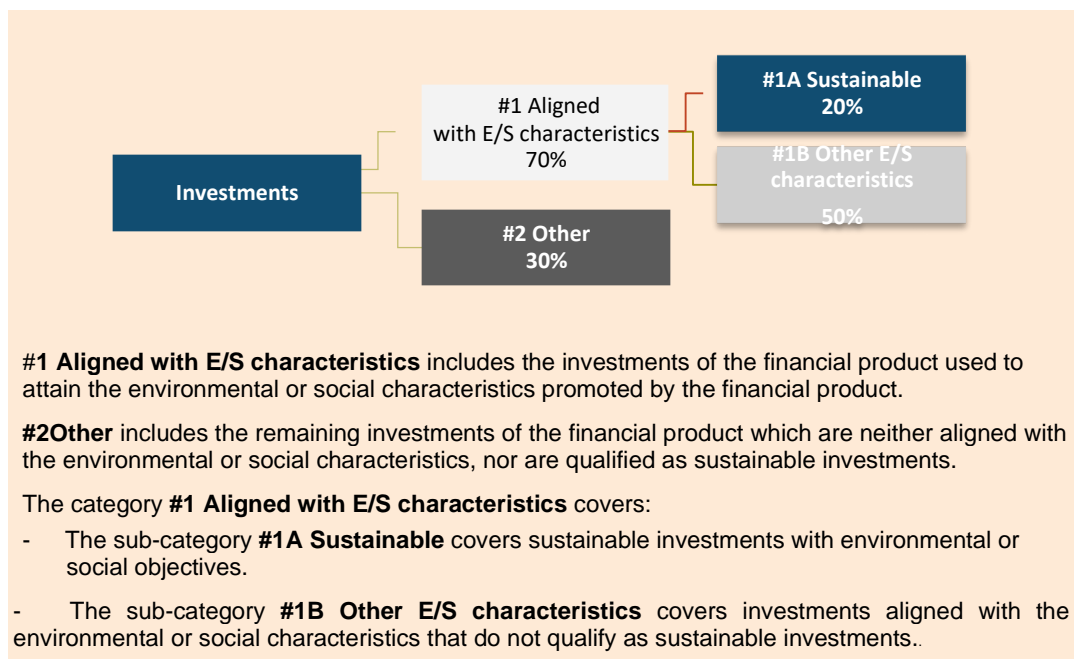 #1A Sustainable
20%
#1 Aligned
with E/S characteristics
70%
#1B Other E/S
characteristics
50%
Investments
#2 Other
30%
#1 Aligned with E/S characteristics includes the investments of the financial product used to
attain the environmental or social characteristics promoted by the financial product.
#2Other includes the remaining investments of the financial product which are neither aligned with
the environmental or social characteristics, nor are qualified as sustainable investments.
The category #1 Aligned with E/S characteristics covers:
- The sub-category #1A Sustainable covers sustainable investments with environmental or
social objectives.
- The sub-category #1B Other E/S characteristics covers investments aligned with the
environmental or social characteristics that do not qualify as sustainable investments..